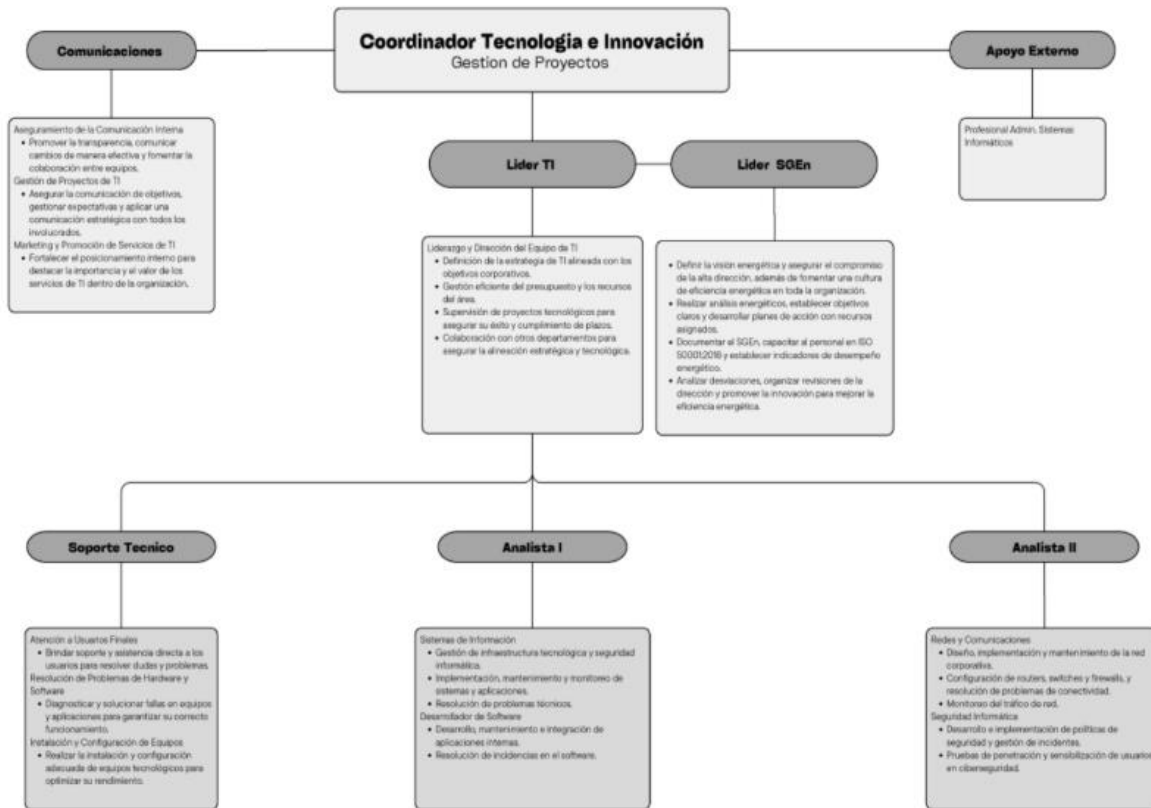 Coordinador Tecnologia e Innovación
Gestion de Proyectos
Comunicaciones
Aseguramiento de la Comunicación Interna
• Promover la transparencia, comunicar
cambios de manera efectiva y fomentar la
colaboración entre equipos.
Gestión de Proyectos de TI
• Asegurar la comunicación de objetivos,
gestionar expectativas y aplicar una
comunicación estratégica con todos los
involucrados.
Marketing y Promoción de Servicios de TI
• Fortalecer el posicionamiento interno para
destacar la importancia y el valor de los
servicios de TI dentro de la organización.
Apoyo Externo
Profesional Admin. Sistemas
Informáticos
Lider TI
Liderazgo y Dirección del Equipo de TI
• Definición de la estrategia de TI alineada con los
objetivos corporativos.
• Gestión eficiente del presupuesto y los recursos
del área.
• Supervisión de proyectos tecnológicos para
asegurar su éxito y cumplimiento de plazos.
• Colaboración con otros departamentos para
asegurar la alineación estratégica y tecnológica.
Lider SGEn
• Definir la visión energética y asegurar el compromiso
de la alta dirección, además de fomentar una cultura
de eficiencia energética en toda la organización.
• Realizar análisis energéticos, establecer objetivos
claros y desarrollar planes de acción con recursos
asignados.
• Documentar el SGEn, capacitar al personal en ISO
y establecer indicadores de desempeño
energético.
• Analizar desviaciones, organizar revisiones de la
dirección y promover la innovación para mejorar la
eficiencia energética.
Soporte Tecnico
Atención a Usuarios Finales
• Brindar soporte y asistencia directa a los
usuarios para resolver dudas y problemas.
Resolución de Problemas de Hardware y
Software
• Diagnosticar y solucionar fallas en equipos
y aplicaciones para garantizar su correcto
funcionamiento.
Instalación y Configuración de Equipos
• Realizar la instalación y configuración
adecuada de equipos tecnológicos para
optimizar su rendimiento.
Analista I
Sistemas de Información
• Gestión de infraestructura tecnológica y seguridad
informática.
• Implementación, mantenimiento y monitoreo de
sistemas y aplicaciones.
• Resolución de problemas técnicos.
Desarrollador de Software
• Desarrollo, mantenimiento e integración de
aplicaciones internas.
• Resolución de incidencias en el software.
Analista II
Redes y Comunicaciones
• Diseño, implementación y mantenimiento de la red
corporativa.
• Configuración de routers, switches y firewalls, y
resolución de problemas de conectividad.
• Monitoreo del tráfico de red.
Seguridad Informática
• Desarrollo e implementación de políticas de
seguridad y gestión de incidentes.
• Pruebas de penetración y sensibilización de usuarios
en ciberseguridad.